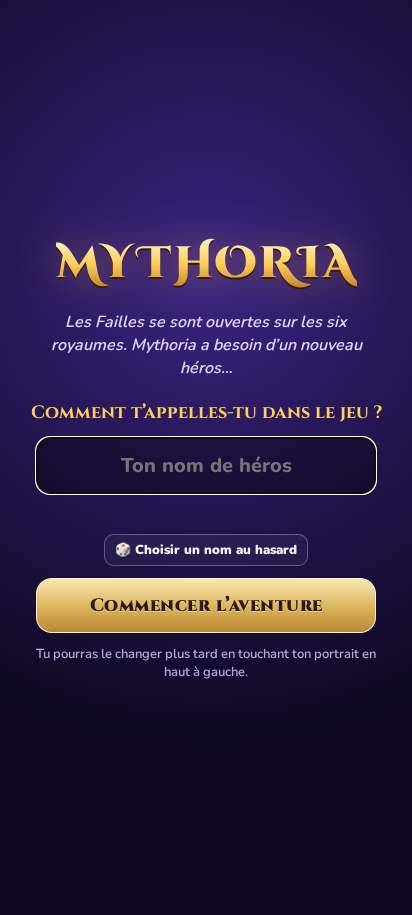 MYTHORIA
Les Failles se sont ouvertes sur les six
royaumes. Mythoria a besoin d’un nouveau
héros…
Comment t’appelles-tu dans le jeu ?
Ton nom de héros
🎲 Choisir un nom au hasard
Commencer l’aventure
Tu pourras le changer plus tard en touchant ton portrait en
haut à gauche.